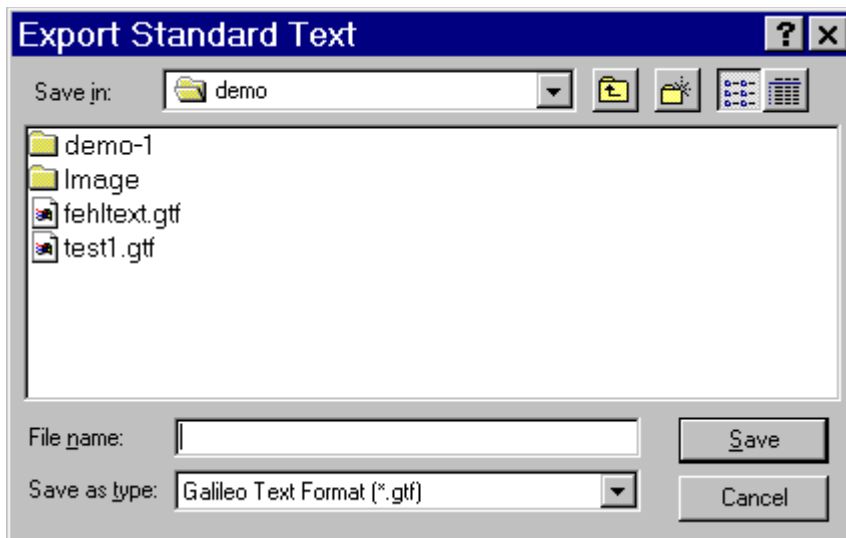 Export Standard Text
Save in: demo
demo-1
Image
fehltext.gtf
test1.gtf
File name:
Save
Save as type: Galileo Text Format (*.gtf)
Cancel